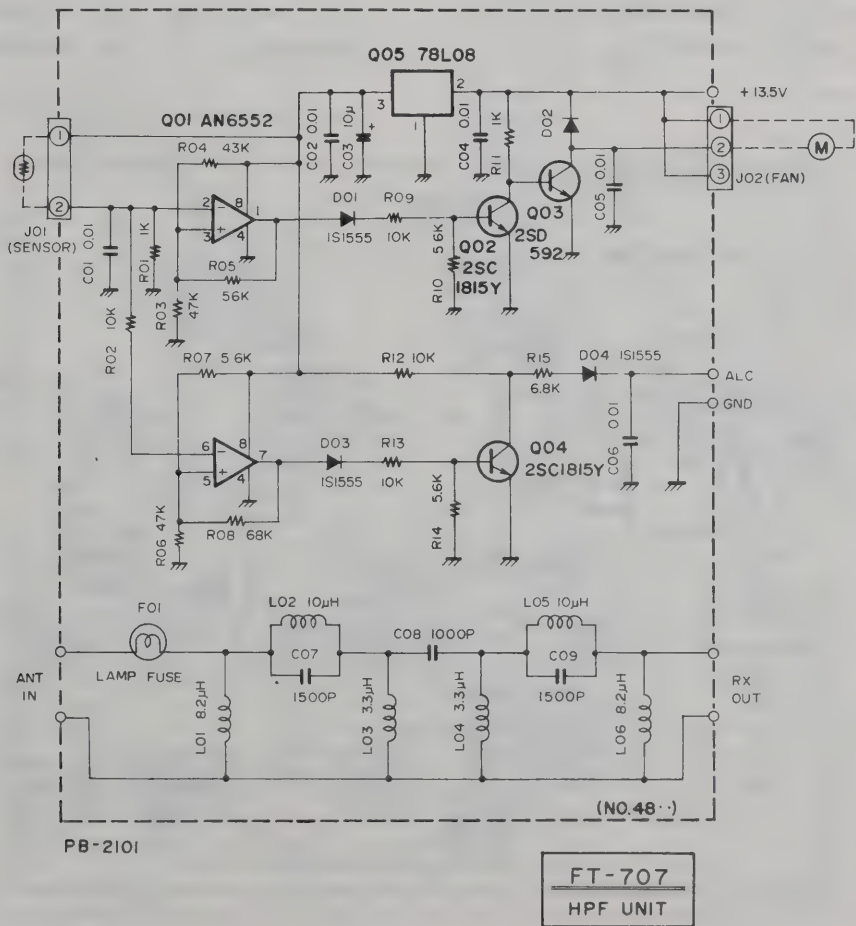 Q05 78L08
3
2
1
+ 13.5V
Q01 AN6552
C02 0.01
C03 10µ
+
C04 0.01
R11 1K
D02
1
2
3
M
J02 (FAN)
C05 0.01
1
2
J01
(SENSOR)
R04 43K
2
3
8
4
1
-
+
D01
1S1555
R09
10K
R10 5.6K
Q02
2SC
1815Y
Q03
2SD
592
C01 0.01
R01 1K
R03 47K
R05
56K
R02 10K
R07 5.6K
R12 10K
R15
6.8K
D04 1S1555
ALC
GND
6
5
8
4
7
-
+
D03
1S1555
R13
10K
R14 5.6K
Q04
2SC1815Y
C06 0.01
R06 47K
R08 68K
F01
LAMP FUSE
ANT
IN
L02 10µH
C07
1500P
C08 1000P
L05 10µH
C09
1500P
RX
OUT
L01 8.2µH
L03 3.3µH
L04 3.3µH
L06 8.2µH
(NO.48··)
PB-2101
FT-707
HPF UNIT